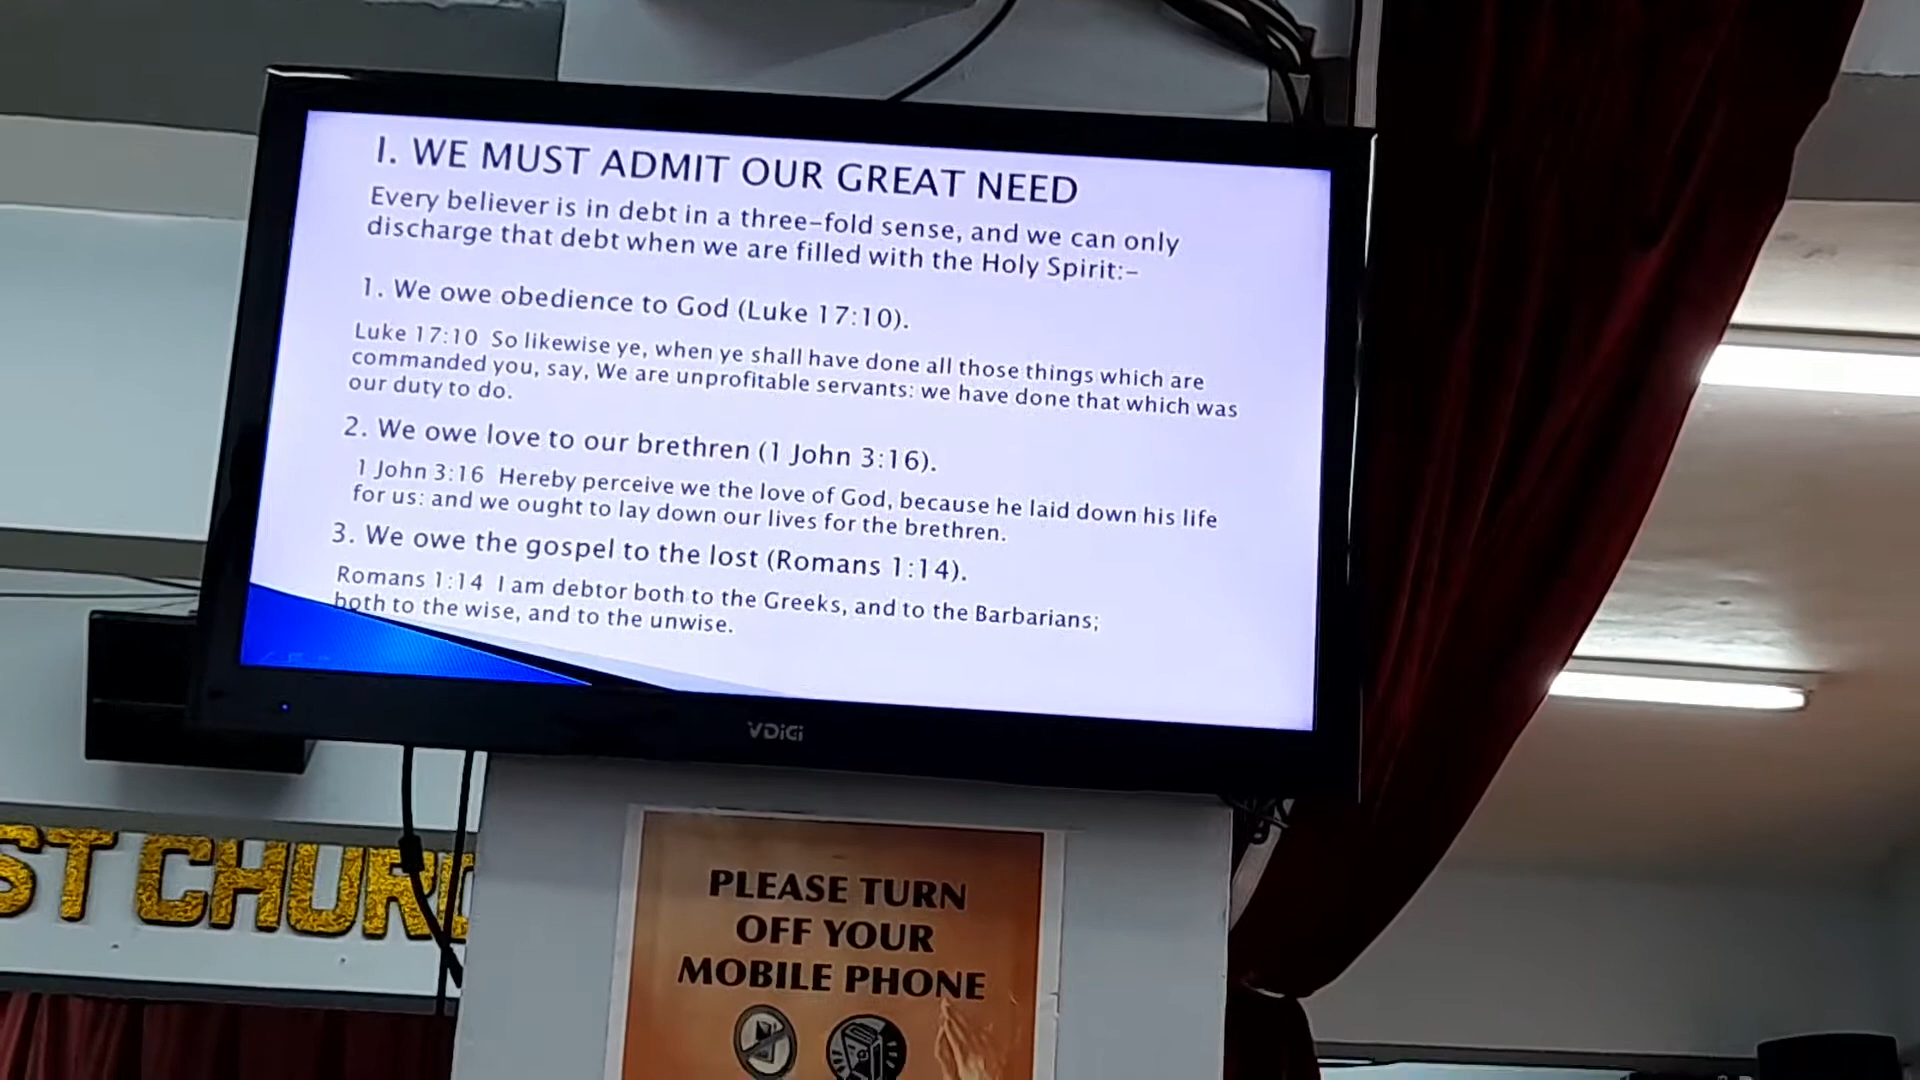 I. WE MUST ADMIT OUR GREAT NEED
Every believer is in debt in a three-fold sense, and we can only
discharge that debt when we are filled with the Holy Spirit:-
1. We owe obedience to God (Luke 17:10).
Luke 17:10 So likewise ye, when ye shall have done all those things which are
commanded you, say, We are unprofitable servants: we have done that which was
our duty to do.
2. We owe love to our brethren (1 John 3:16).
1 John 3:16 Hereby perceive we the love of God, because he laid down his life
for us: and we ought to lay down our lives for the brethren.
3. We owe the gospel to the lost (Romans 1:14).
Romans 1:14 I am debtor both to the Greeks, and to the Barbarians;
both to the wise, and to the unwise.
VDiGi
ST CHURC
PLEASE TURN
OFF YOUR
MOBILE PHONE